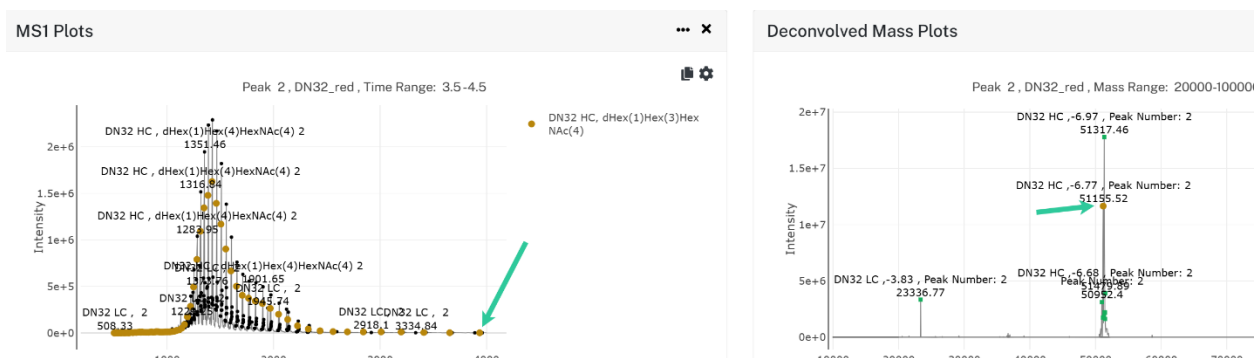 MS1 Plots
Peak 2 , DN32_red , Time Range: 3.5-4.5
DN32 HC, dHex(1)Hex(3)Hex
NAc(4)
DN32 HC , dHex(1)Hex(4)HexNAc(4) 2
1351.46
DN32 HC , dHex(1)Hex(4)HexNAc(4) 2
1316.84
DN32 HC , dHex(1)Hex(4)HexNAc(4) 2
1283.95
dHex(1)Hex(4)HexNAc(4) 2
1901.65
DN32 LC , 2
1945.74
DN32 LC , 2
508.33
DN32 LC , 2
2918.1
DN32 LC , 2
3334.84
2e+6
1.5e+6
1e+6
5e+5
0e+0
Intensity
Deconvolved Mass Plots
Peak 2 , DN32_red , Mass Range: 20000-100000
DN32 HC ,-6.97 , Peak Number: 2
51317.46
DN32 HC ,-6.77 , Peak Number: 2
51155.52
DN32 LC ,-3.83 , Peak Number: 2
23336.77
DN32 HC ,-6.68 , Peak Number: 2
51479.89
Peak Number: 2
50992.4
2e+7
1.5e+7
1e+7
5e+6
0e+0
Intensity